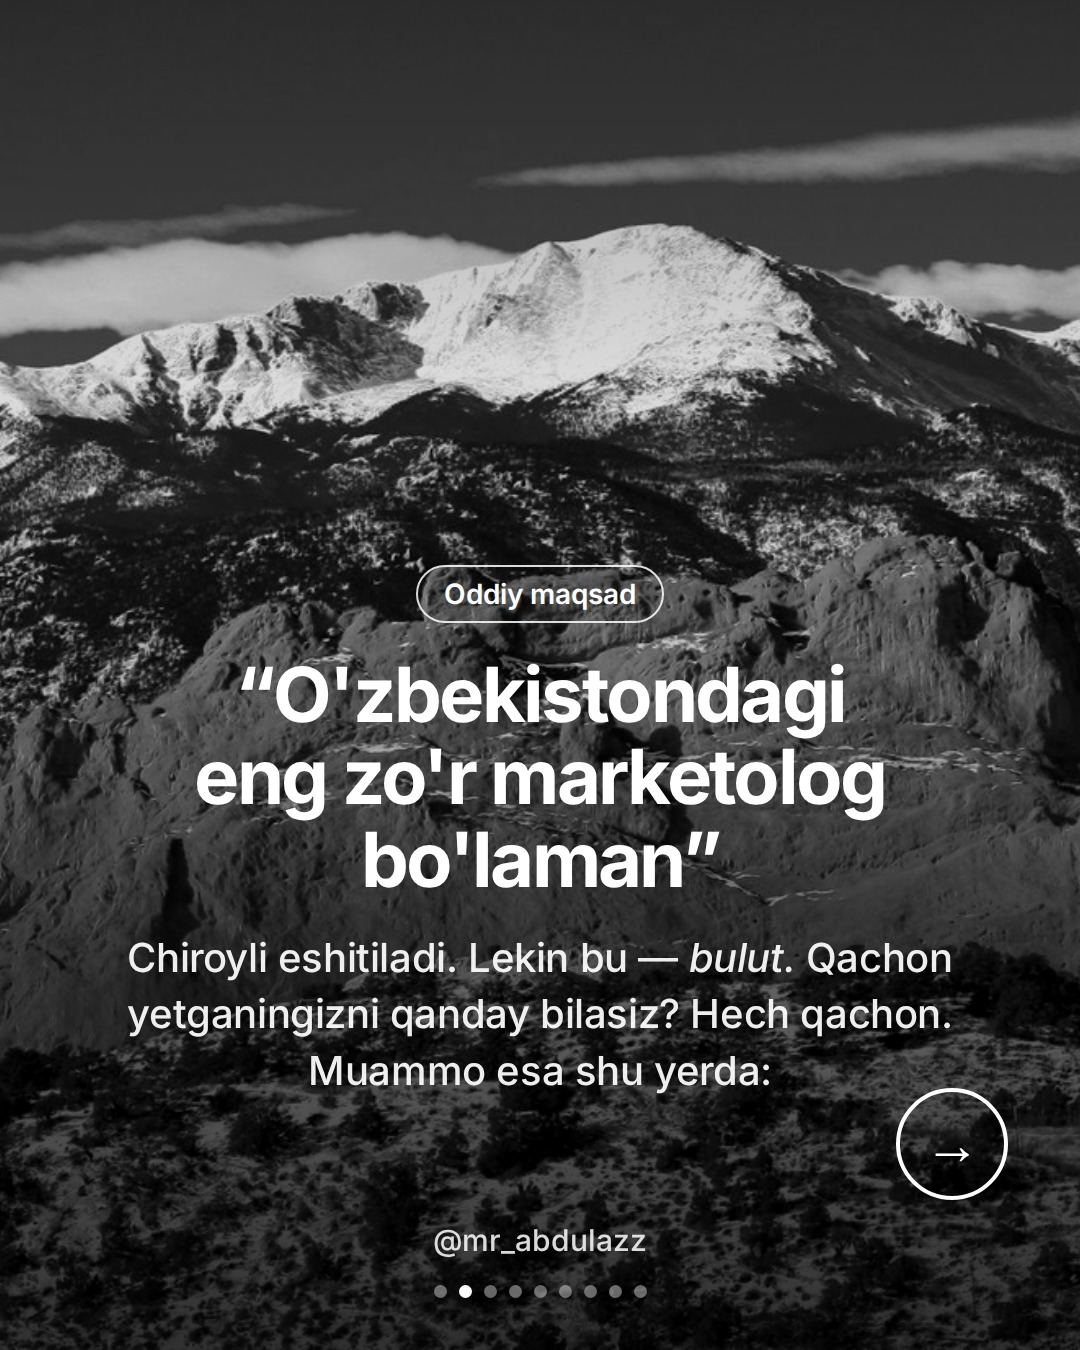 Oddiy maqsad
“O'zbekistondagi
eng zo'r marketolog
bo'laman”
Chiroyli eshitiladi. Lekin bu — bulut. Qachon
yetganingizni qanday bilasiz? Hech qachon.
Muammo esa shu yerda:
→
@mr_abdulazz